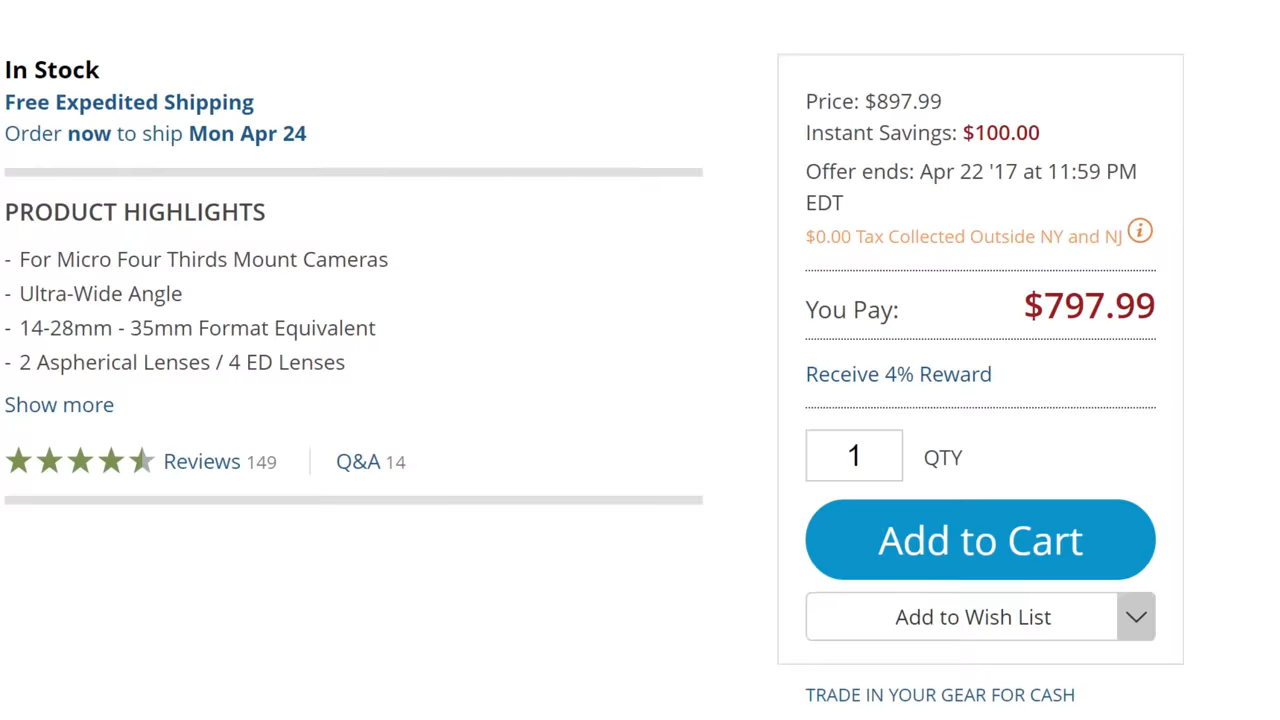 In Stock
Free Expedited Shipping
Order now to ship Mon Apr 24
PRODUCT HIGHLIGHTS
- For Micro Four Thirds Mount Cameras
- Ultra-Wide Angle
- 14-28mm - 35mm Format Equivalent
- 2 Aspherical Lenses / 4 ED Lenses
Show more
Reviews 149
Q&A 14
Price: $897.99
Instant Savings: $100.00
Offer ends: Apr 22 '17 at 11:59 PM
EDT
$0.00 Tax Collected Outside NY and NJ i
You Pay: $797.99
Receive 4% Reward
1 QTY
Add to Cart
Add to Wish List
TRADE IN YOUR GEAR FOR CASH